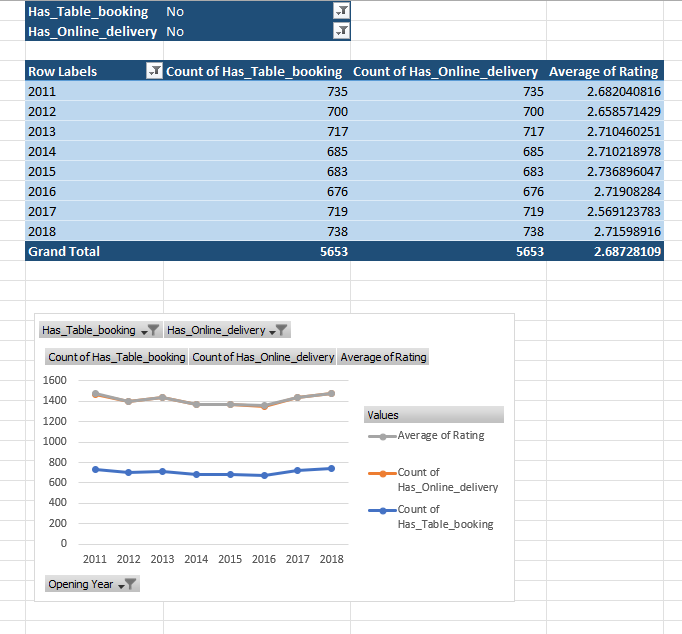 Has_Table_booking No
Has_Online_delivery No
Row Labels Count of Has_Table_booking Count of Has_Online_delivery Average of Rating
2011 735 735 2.682040816
2012 700 700 2.658571429
2013 717 717 2.710460251
2014 685 685 2.710218978
2015 683 683 2.736896047
2016 676 676 2.71908284
2017 719 719 2.569123783
2018 738 738 2.71598916
Grand Total 5653 5653 2.68728109
Has_Table_booking Has_Online_delivery
Count of Has_Table_booking Count of Has_Online_delivery Average of Rating
1600
1400
1200
1000
800
600
400
200
0
2011 2012 2013 2014 2015 2016 2017 2018
Values
Average of Rating
Count of
Has_Online_delivery
Count of
Has_Table_booking
Opening Year